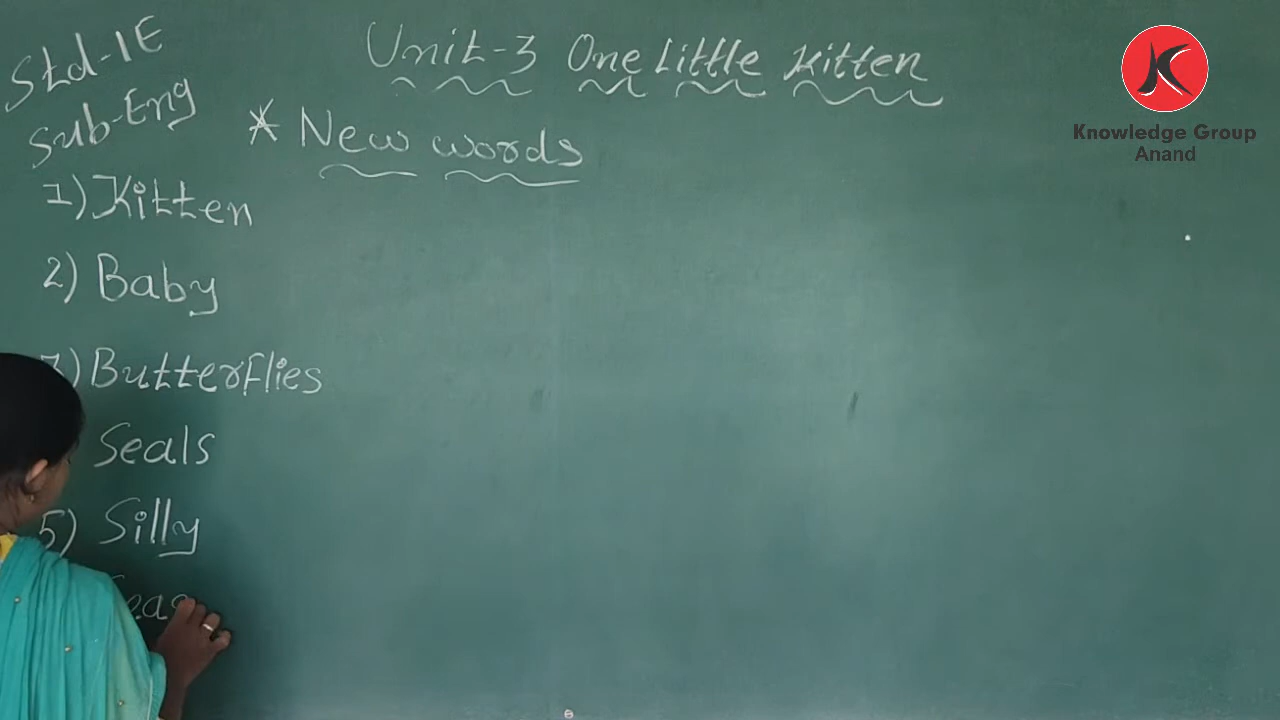 Std-1E
Sub-Eng
Unit-3 One Little Kitten
* New words
1) Kitten
2) Baby
3) Butterflies
Seals
5) Silly
Knowledge Group
Anand